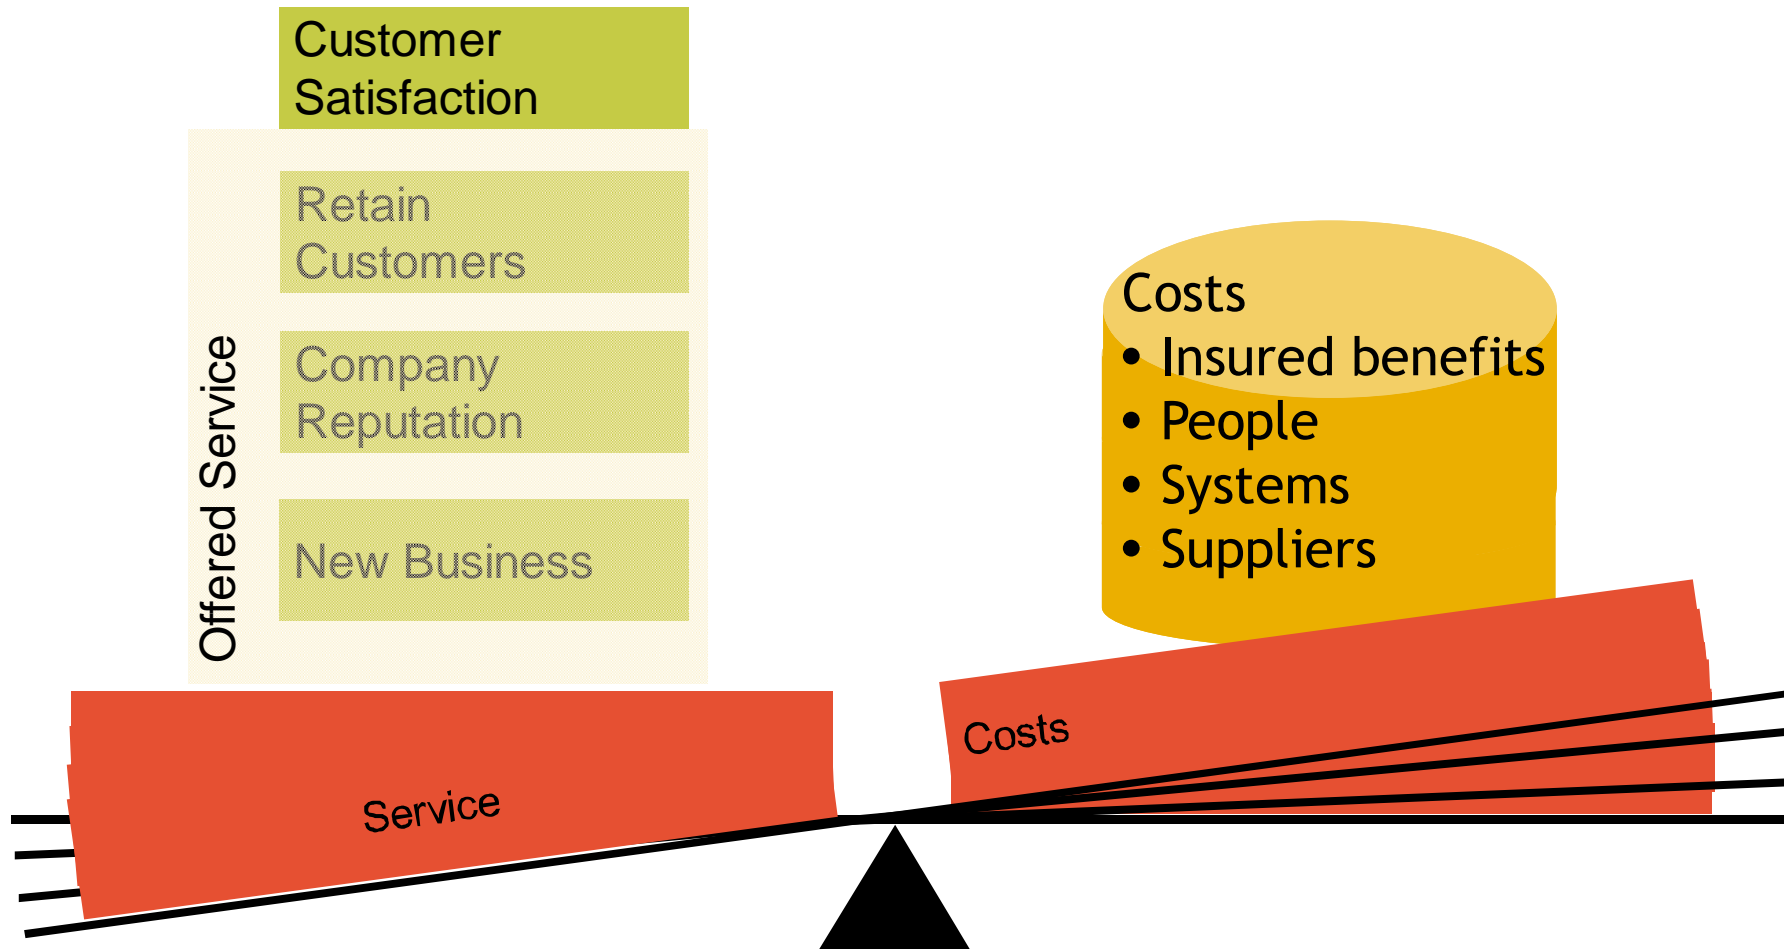 Customer
Satisfaction
Retain
Customers
Company
Reputation
New Business
Offered Service
Service
Costs
• Insured benefits
• People
• Systems
• Suppliers
Costs